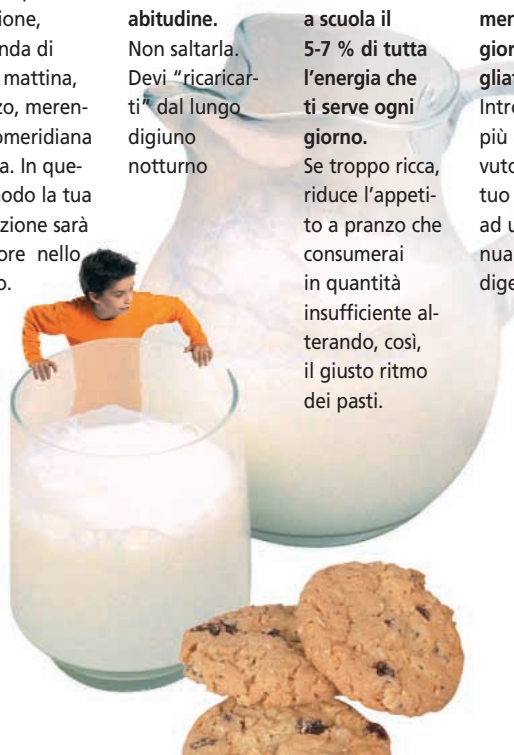 ione,
nda di
mattina,
zo, meren-
omeridiana
a. In que-
nodo la tua
zione sarà
ore nello
o.
abitudine.
Non saltarla.
Devi “ricaricar-
ti” dal lungo
digiuno
notturno
a scuola il
5-7 % di tutta
l’energia che
ti serve ogni
giorno.
Se troppo ricca,
riduce l’appeti-
to a pranzo che
consumerai
in quantità
insufficiente al-
terando, così,
il giusto ritmo
dei pasti.
mer
gior
gliat
Intro
più
vuto
tuo
ad u
nua
dige